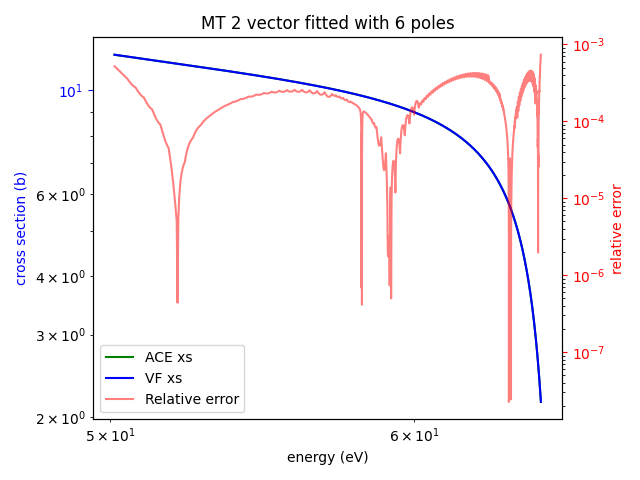 MT 2 vector fitted with 6 poles
cross section (b)
10¹
6 × 10⁰
4 × 10⁰
3 × 10⁰
2 × 10⁰
10⁻³
10⁻⁴
10⁻⁵
10⁻⁶
10⁻⁷
relative error
ACE xs
VF xs
Relative error
5 × 10¹
6 × 10¹
energy (eV)